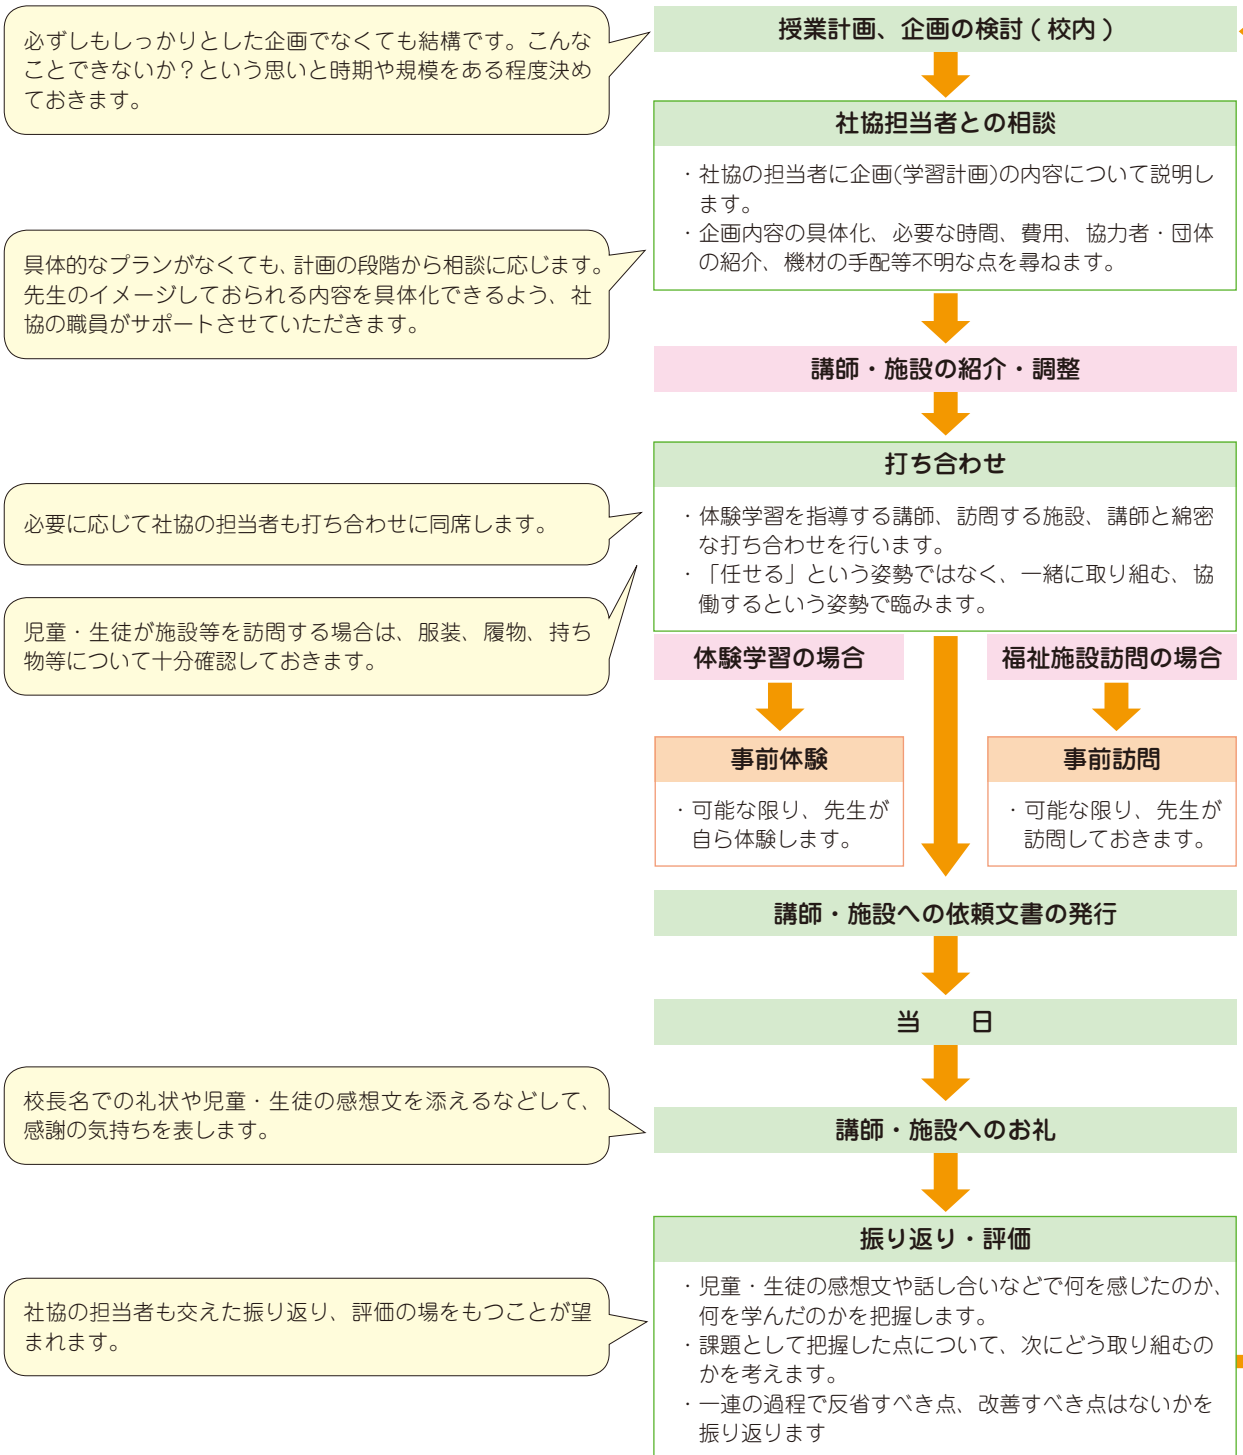 必ずしもしっかりとした企画でなくても結構です。こんな
ことできないか？という思いと時期や規模をある程度決め
ておきます。
授業計画、企画の検討 ( 校内 )
社協担当者との相談
・社協の担当者に企画(学習計画)の内容について説明し
ます。
・企画内容の具体化、必要な時間、費用、協力者・団体
の紹介、機材の手配等不明な点を尋ねます。
具体的なプランがなくても、計画の段階から相談に応じます。
先生のイメージしておられる内容を具体化できるよう、社
協の職員がサポートさせていただきます。
講師・施設の紹介・調整
打ち合わせ
・体験学習を指導する講師、訪問する施設、講師と綿密
な打ち合わせを行います。
・「任せる」という姿勢ではなく、一緒に取り組む、協
働するという姿勢で臨みます。
必要に応じて社協の担当者も打ち合わせに同席します。
児童・生徒が施設等を訪問する場合は、服装、履物、持ち
物等について十分確認しておきます。
体験学習の場合
事前体験
・可能な限り、先生が
自ら体験します。
福祉施設訪問の場合
事前訪問
・可能な限り、先生が
訪問しておきます。
講師・施設への依頼文書の発行
当　　日
校長名での礼状や児童・生徒の感想文を添えるなどして、
感謝の気持ちを表します。
講師・施設へのお礼
振り返り・評価
・児童・生徒の感想文や話し合いなどで何を感じたのか、
何を学んだのかを把握します。
・課題として把握した点について、次にどう取り組むの
かを考えます。
・一連の過程で反省すべき点、改善すべき点はないかを
振り返ります
社協の担当者も交えた振り返り、評価の場をもつことが望
まれます。